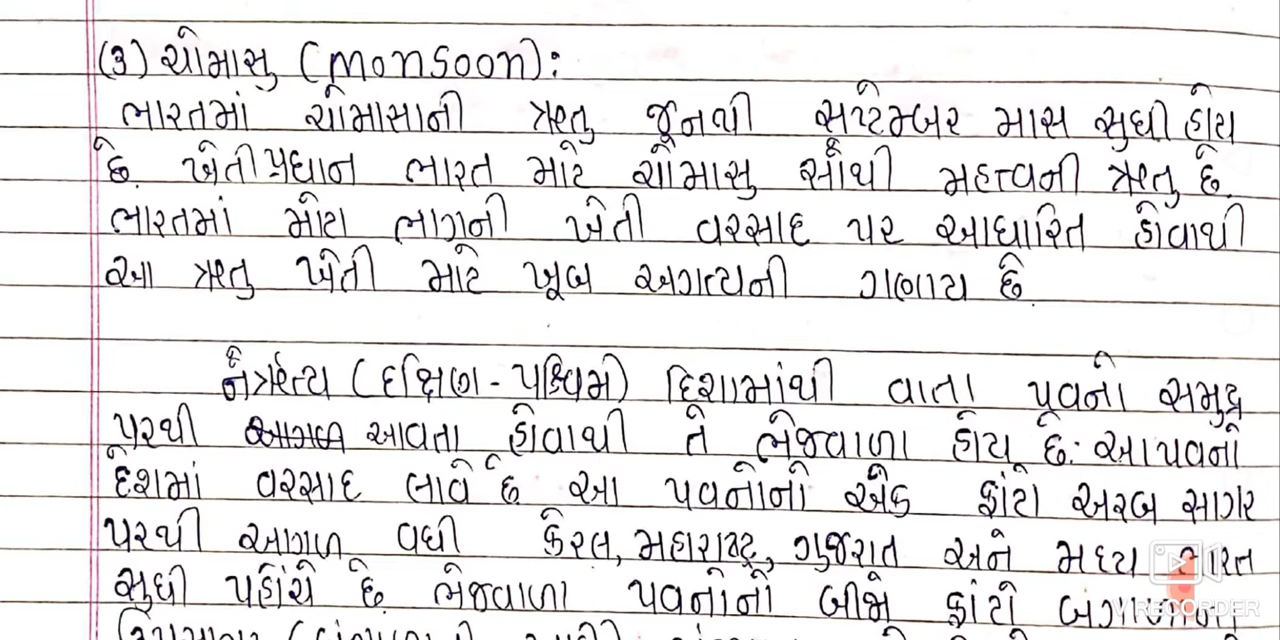 (3) ચોમાસુ (Monsoon):
ભારતમાં ચોમાસાની ઋતુ જૂનથી સપ્ટેમ્બર માસ સુધી હોય
છે. ખેતીપ્રધાન ભારત માટે ચોમાસુ સૌથી મહત્વની ઋતુ છે.
ભારતમાં મોટા ભાગની ખેતી વરસાદ પર આધારિત હોવાથી
આ ઋતુ ખેતી માટે ખૂબ અગત્યની ગણાય છે.
નૈઋત્ય (દક્ષિણ - પશ્ચિમ) દિશામાંથી વાતા પવનો સમુદ્ર
પરથી આવતા હોવાથી તે ભેજવાળા હોય છે. આ પવનો
દેશમાં વરસાદ લાવે છે આ પવનોનો એક ફાંટો અરબ સાગર
પરથી આગળ વધી કેરલ, મહારાષ્ટ્ર, ગુજરાત અને મધ્ય ભારત
સુધી પહોંચે છે. ભેજવાળા પવનોનો બીજો ફાંટો બંગાળના
V RECORDER